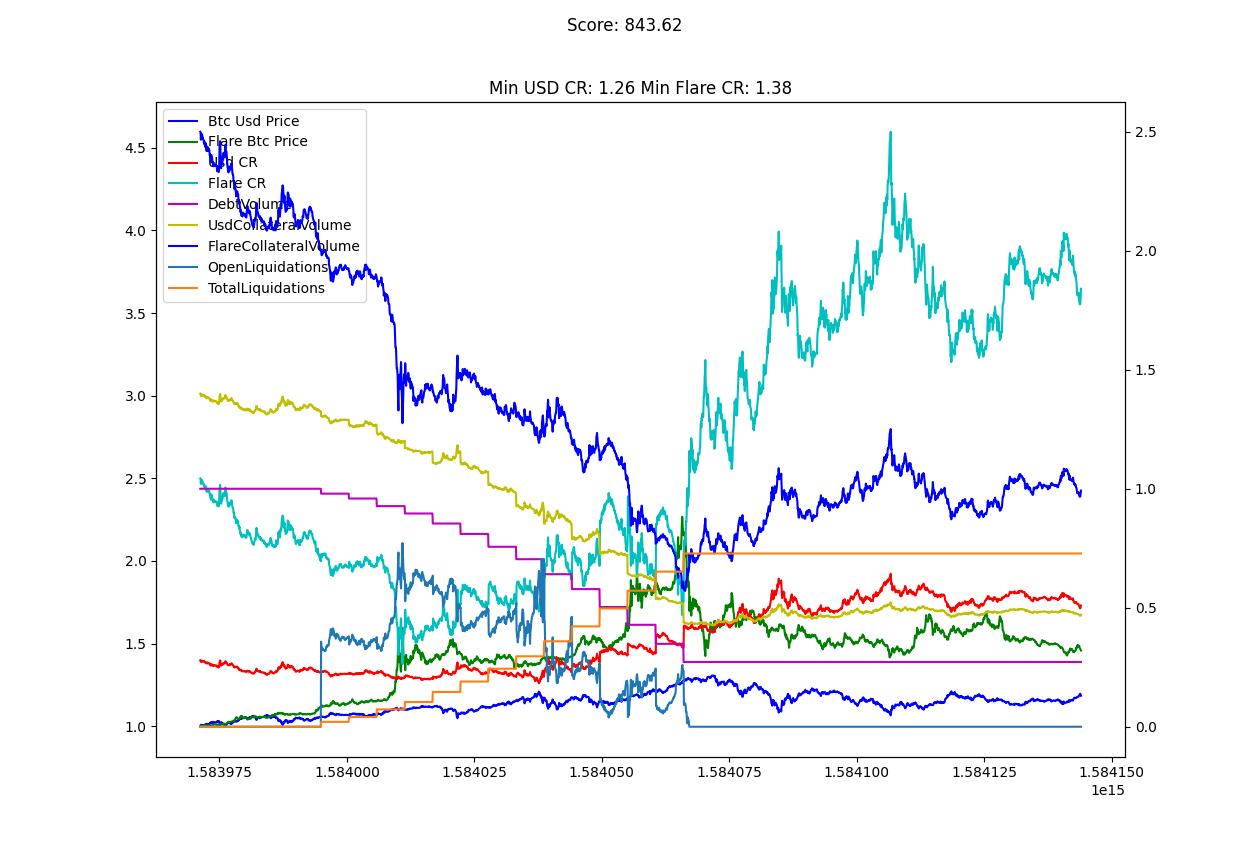 Score: 843.62
Min USD CR: 1.26 Min Flare CR: 1.38
Btc Usd Price
Flare Btc Price
Usd CR
Flare CR
DebtVolume
UsdCollateralVolume
FlareCollateralVolume
OpenLiquidations
TotalLiquidations
4.5
4.0
3.5
3.0
2.5
2.0
1.5
1.0
2.5
2.0
1.5
1.0
0.5
0.0
1.583975
1.584000
1.584025
1.584050
1.584075
1.584100
1.584125
1.584150
1e15